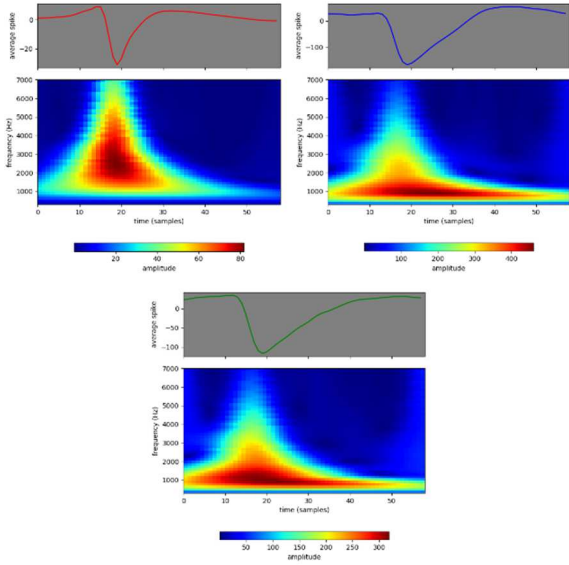 average spike
0
−20
7000
6000
5000
4000
3000
2000
1000
frequency (Hz)
0 10 20 30 40 50
time (samples)
20 40 60 80
amplitude
average spike
0
−100
7000
6000
5000
4000
3000
2000
1000
frequency (Hz)
0 10 20 30 40 50
time (samples)
100 200 300 400
amplitude
average spike
0
−50
−100
7000
6000
5000
4000
3000
2000
1000
frequency (Hz)
0 10 20 30 40 50
time (samples)
50 100 150 200 250 300
amplitude